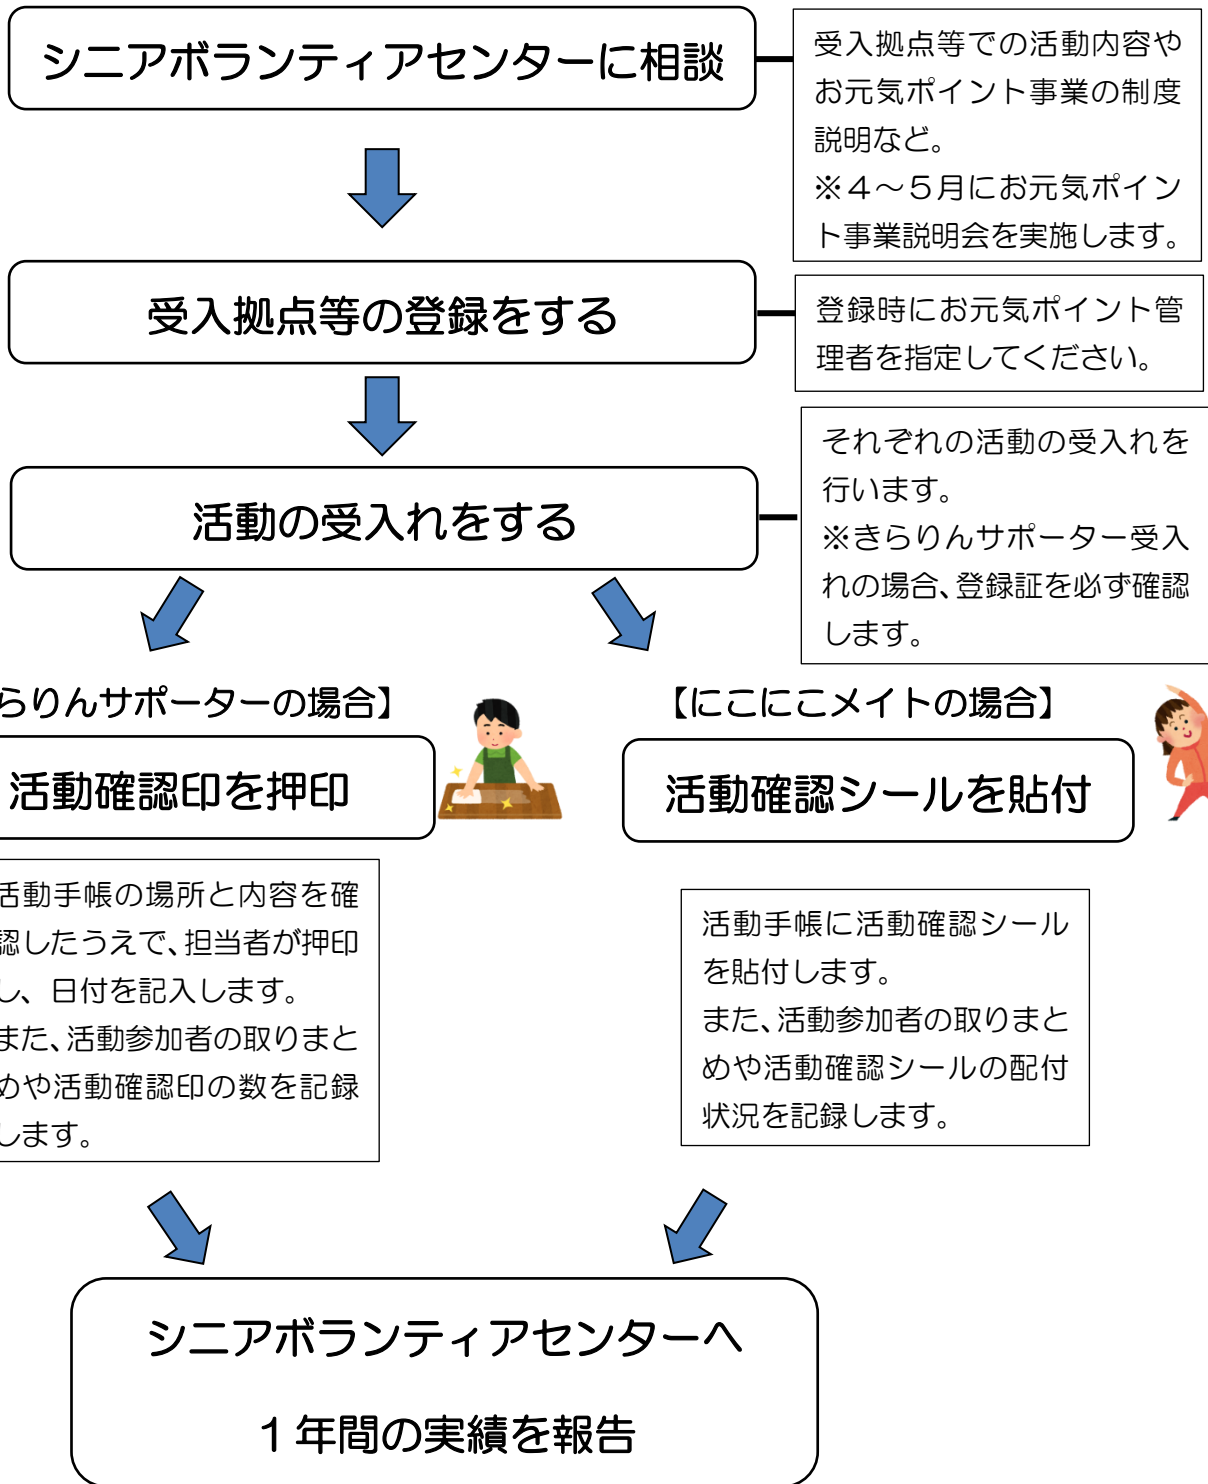 シニアボランティアセンターに相談
受入拠点等での活動内容や
お元気ポイント事業の制度
説明など。
※４～５月にお元気ポイン
ト事業説明会を実施します。
受入拠点等の登録をする
登録時にお元気ポイント管
理者を指定してください。
活動の受入れをする
それぞれの活動の受入れを
行います。
※きらりんサポーター受入
れの場合、登録証を必ず確認
します。
らりんサポーターの場合】
活動確認印を押印
活動手帳の場所と内容を確
認したうえで、担当者が押印
し、日付を記入します。
また、活動参加者の取りまと
めや活動確認印の数を記録
します。
【にこにこメイトの場合】
活動確認シールを貼付
活動手帳に活動確認シール
を貼付します。
また、活動参加者の取りまと
めや活動確認シールの配付
状況を記録します。
シニアボランティアセンターへ
１年間の実績を報告